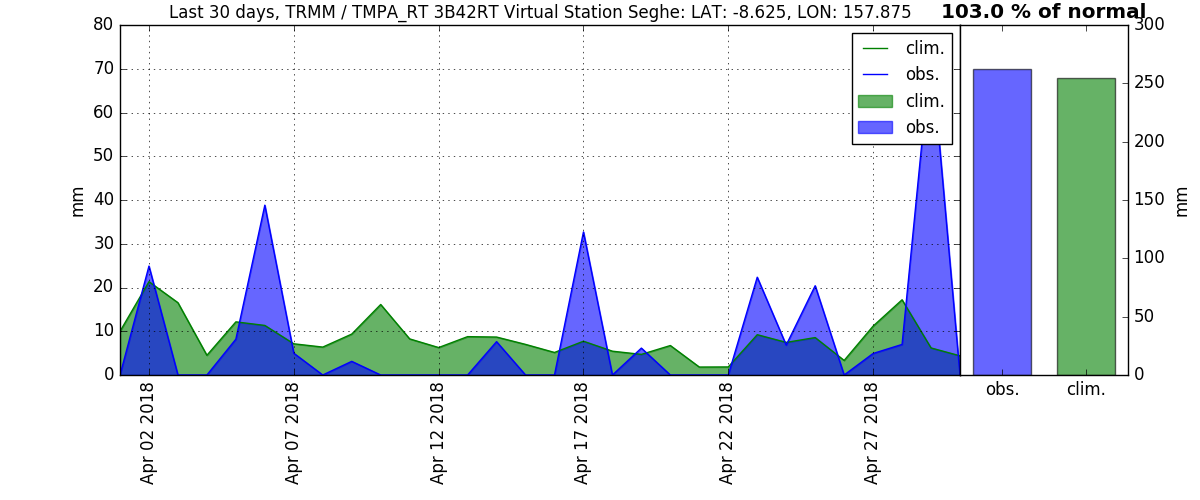 Last 30 days, TRMM / TMPA_RT 3B42RT Virtual Station Seghe: LAT: -8.625, LON: 157.875
103.0 % of normal
80
70
60
50
40
30
20
10
0
mm
clim.
obs.
clim.
obs.
Apr 02 2018
Apr 07 2018
Apr 12 2018
Apr 17 2018
Apr 22 2018
Apr 27 2018
300
250
200
150
100
50
0
mm
obs.
clim.